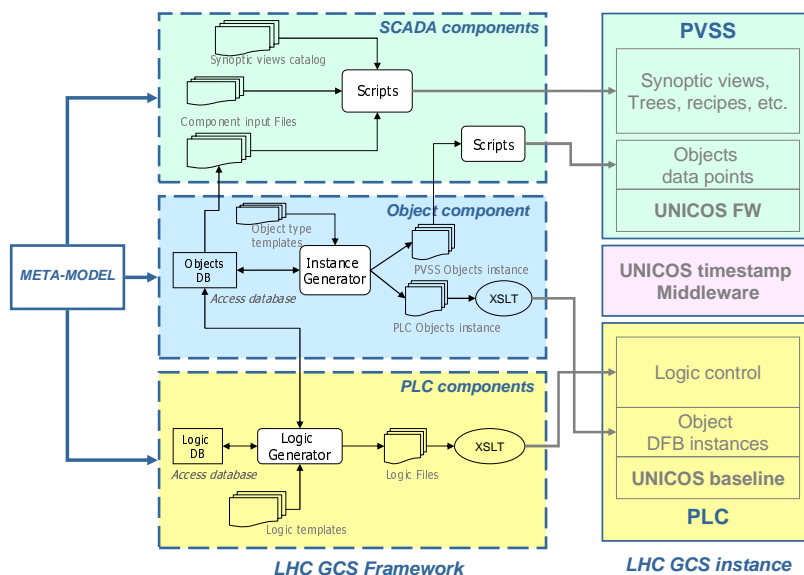 SCADA components
Synoptic views catalog
Scripts
Component input Files
Scripts
PVSS
Synoptic views,
Trees, recipes, etc.
Objects
data points
UNICOS FW
META-MODEL
Object component
Object type
templates
Objects
DB
Access database
Instance
Generator
PVSS Objects instance
PLC Objects instance
XSLT
UNICOS timestamp
Middleware
PLC components
Logic
DB
Access database
Logic
Generator
Logic Files
XSLT
Logic templates
Logic control
Object
DFB instances
UNICOS baseline
PLC
LHC GCS Framework
LHC GCS instance